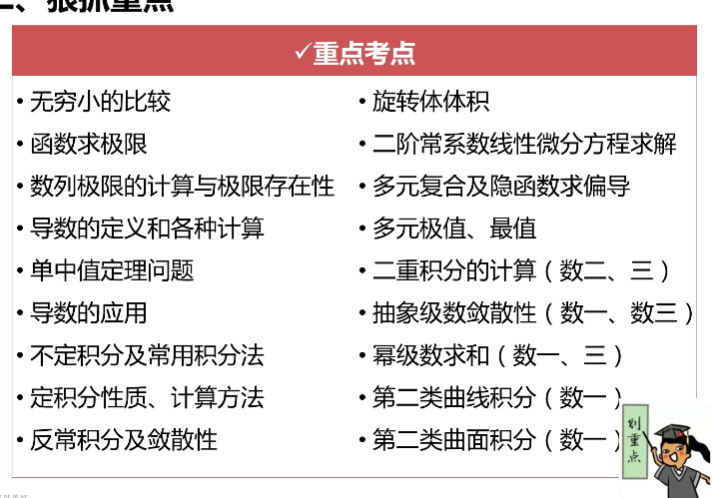 二、狠抓重点
✓重点考点
• 无穷小的比较
• 函数求极限
• 数列极限的计算与极限存在性
• 导数的定义和各种计算
• 单中值定理问题
• 导数的应用
• 不定积分及常用积分法
• 定积分性质、计算方法
• 反常积分及敛散性
• 旋转体体积
• 二阶常系数线性微分方程求解
• 多元复合及隐函数求偏导
• 多元极值、最值
• 二重积分的计算（数二、三）
• 抽象级数敛散性（数一、数三）
• 幂级数求和（数一、三）
• 第二类曲线积分（数一）
• 第二类曲面积分（数一）
划重点